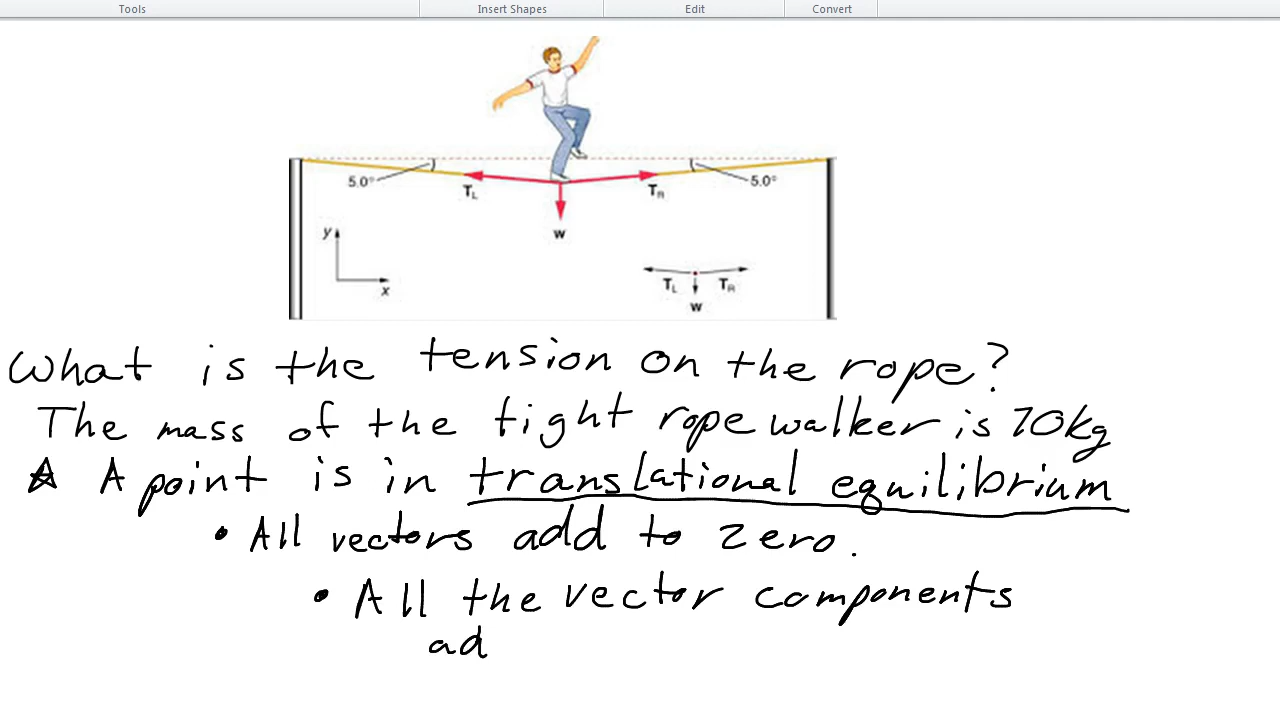 Tools Insert Shapes Edit Convert
5.0° 5.0°
T_L T_R
w
y
x
T_L T_R
w
What is the tension on the rope?
The mass of the tight rope walker is 70kg
☆ A point is in translational equilibrium
• All vectors add to zero.
• All the vector components
ad